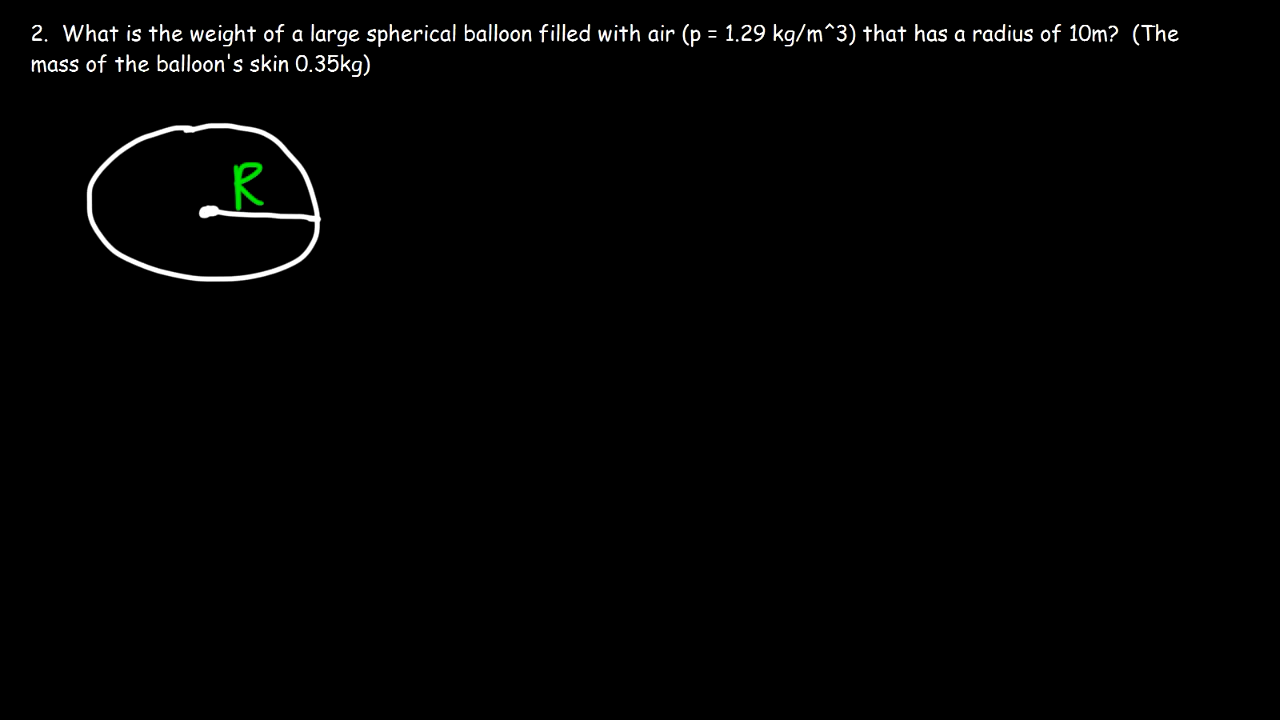 2.  What is the weight of a large spherical balloon filled with air (p = 1.29 kg/m^3) that has a radius of 10m?  (The
mass of the balloon's skin 0.35kg)
R